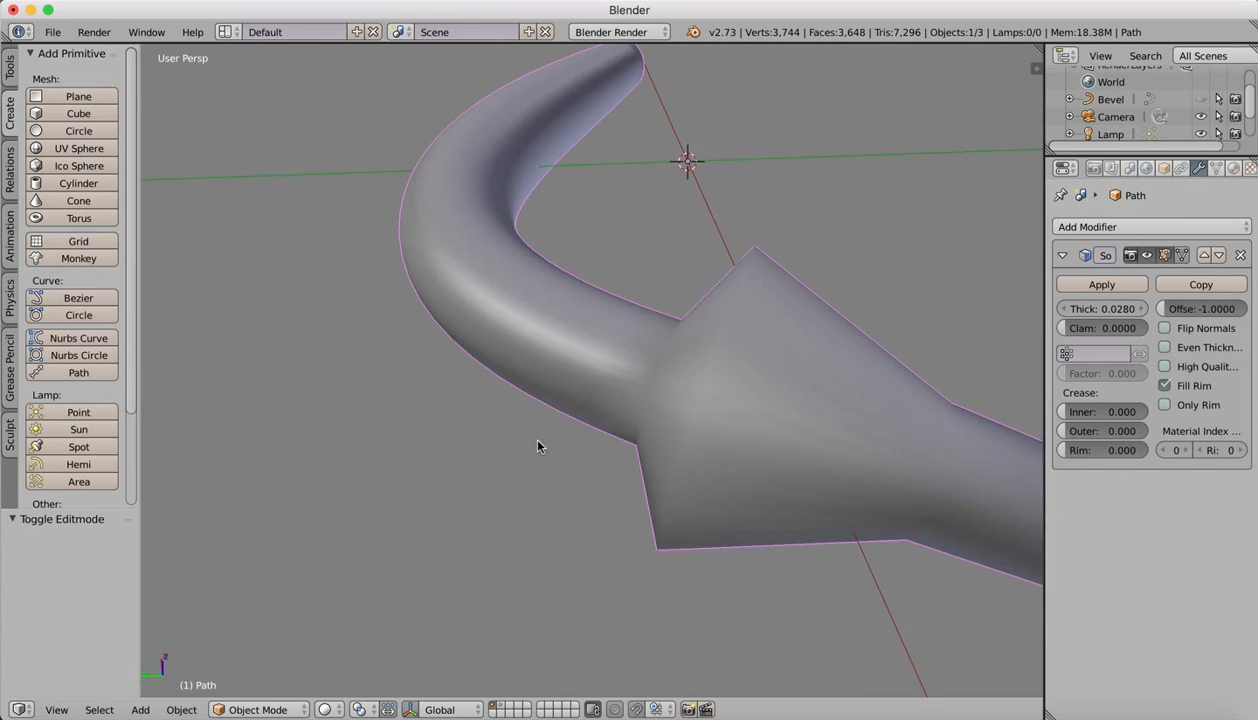 Blender
File Render Window Help Default Scene Blender Render v2.73 | Verts:3,744 | Faces:3,648 | Tris:7,296 | Objects:1/3 | Lamps:0/0 | Mem:18.38M | Path
Tools
Create
Relations
Animation
Physics
Grease Pencil
Sculpt
Add Primitive
Mesh:
Plane
Cube
Circle
UV Sphere
Ico Sphere
Cylinder
Cone
Torus
Grid
Monkey
Curve:
Bezier
Circle
Nurbs Curve
Nurbs Circle
Path
Lamp:
Point
Sun
Spot
Hemi
Area
Other:
Toggle Editmode
User Persp
z
(1) Path
View Select Add Object Object Mode Global
View Search All Scenes
World
Bevel
Camera
Lamp
Path
Add Modifier
So
Apply Copy
Thick: 0.0280 Offse: -1.0000
Clam: 0.0000 Flip Normals
Even Thickn...
High Qualit...
Factor: 0.000 Fill Rim
Crease: Only Rim
Inner: 0.000
Outer: 0.000 Material Index ...
Rim: 0.000 0 Ri: 0